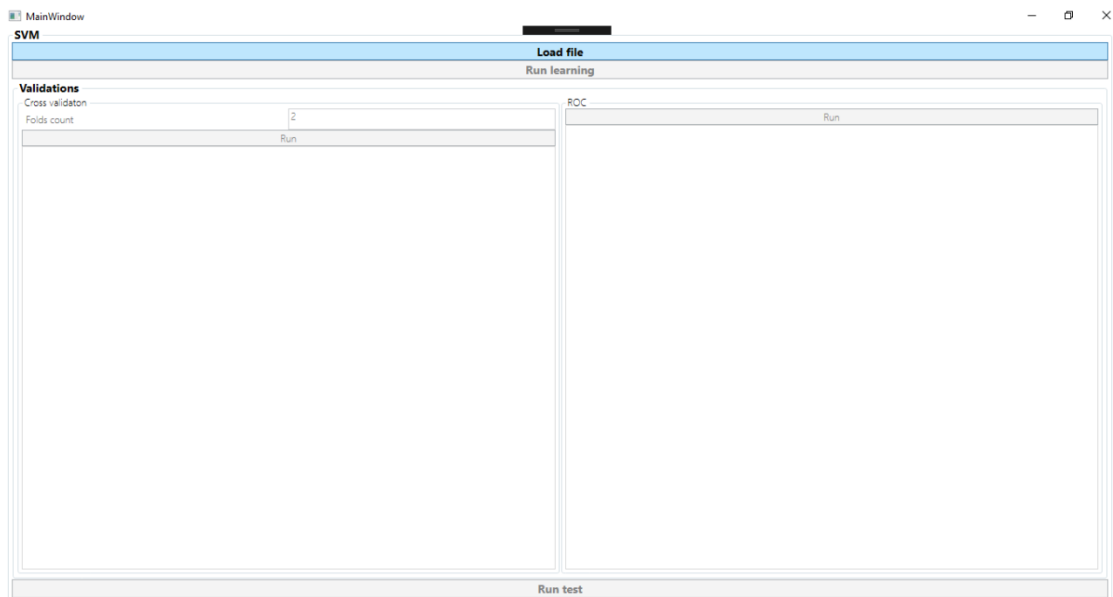 MainWindow
SVM
Load file
Run learning
Validations
Cross validaton
Folds count 2
Run
ROC
Run
Run test